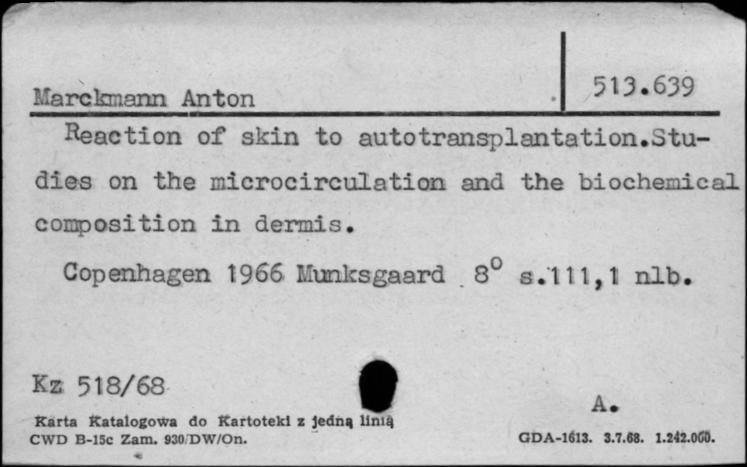 513.639
Marckmann Anton
Reaction of skin to autotransplantation.Stu-
dies on the microcirculation and the biochemical
composition in dermis.
Copenhagen 1966 Munksgaard 8° s.111,1 nlb.
Kz 518/68
A.
Karta Katalogowa do Kartoteki z jedną linią
CWD B-15c Zam. 930/DW/On.
GDA-1613. 3.7.68. 1.242.000.